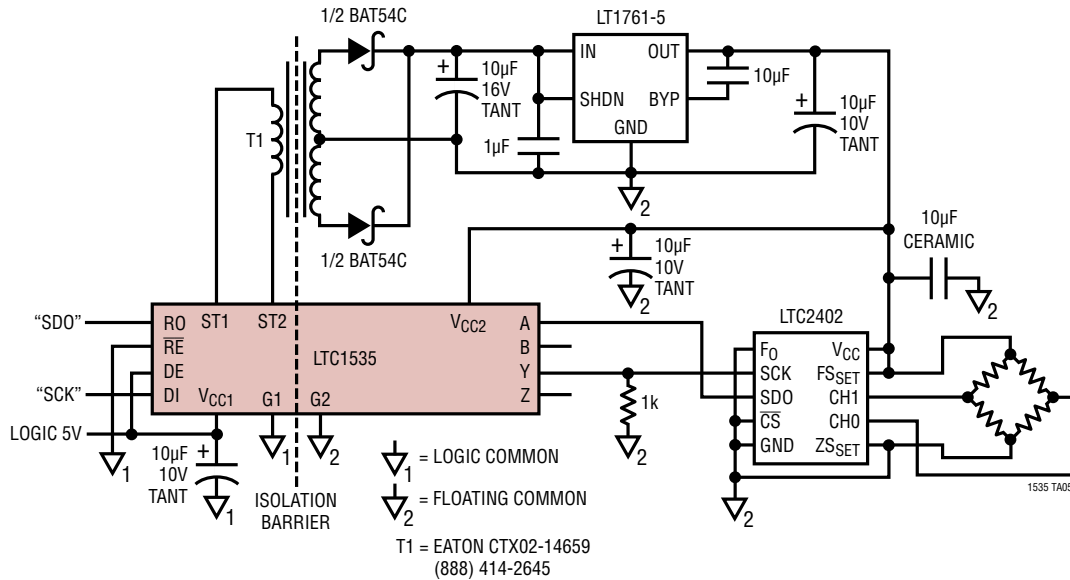 1/2 BAT54C
LT1761-5
IN
OUT
SHDN
BYP
GND
+
10µF
16V
TANT
10µF
+
10µF
10V
TANT
T1
1µF
2
1/2 BAT54C
+
10µF
10V
TANT
2
10µF
CERAMIC
2
"SDO"
RO
ST1
ST2
VCC2
A
RE
B
LTC1535
DE
Y
"SCK"
DI
VCC1
G1
G2
Z
LOGIC 5V
LTC2402
FO
VCC
SCK
FSSET
SDO
CH1
CS
CH0
GND
ZSSET
1k
2
2
1
+
10µF
10V
TANT
1
1
2
ISOLATION
BARRIER
1 = LOGIC COMMON
2 = FLOATING COMMON
T1 = EATON CTX02-14659
(888) 414-2645
1535 TA05